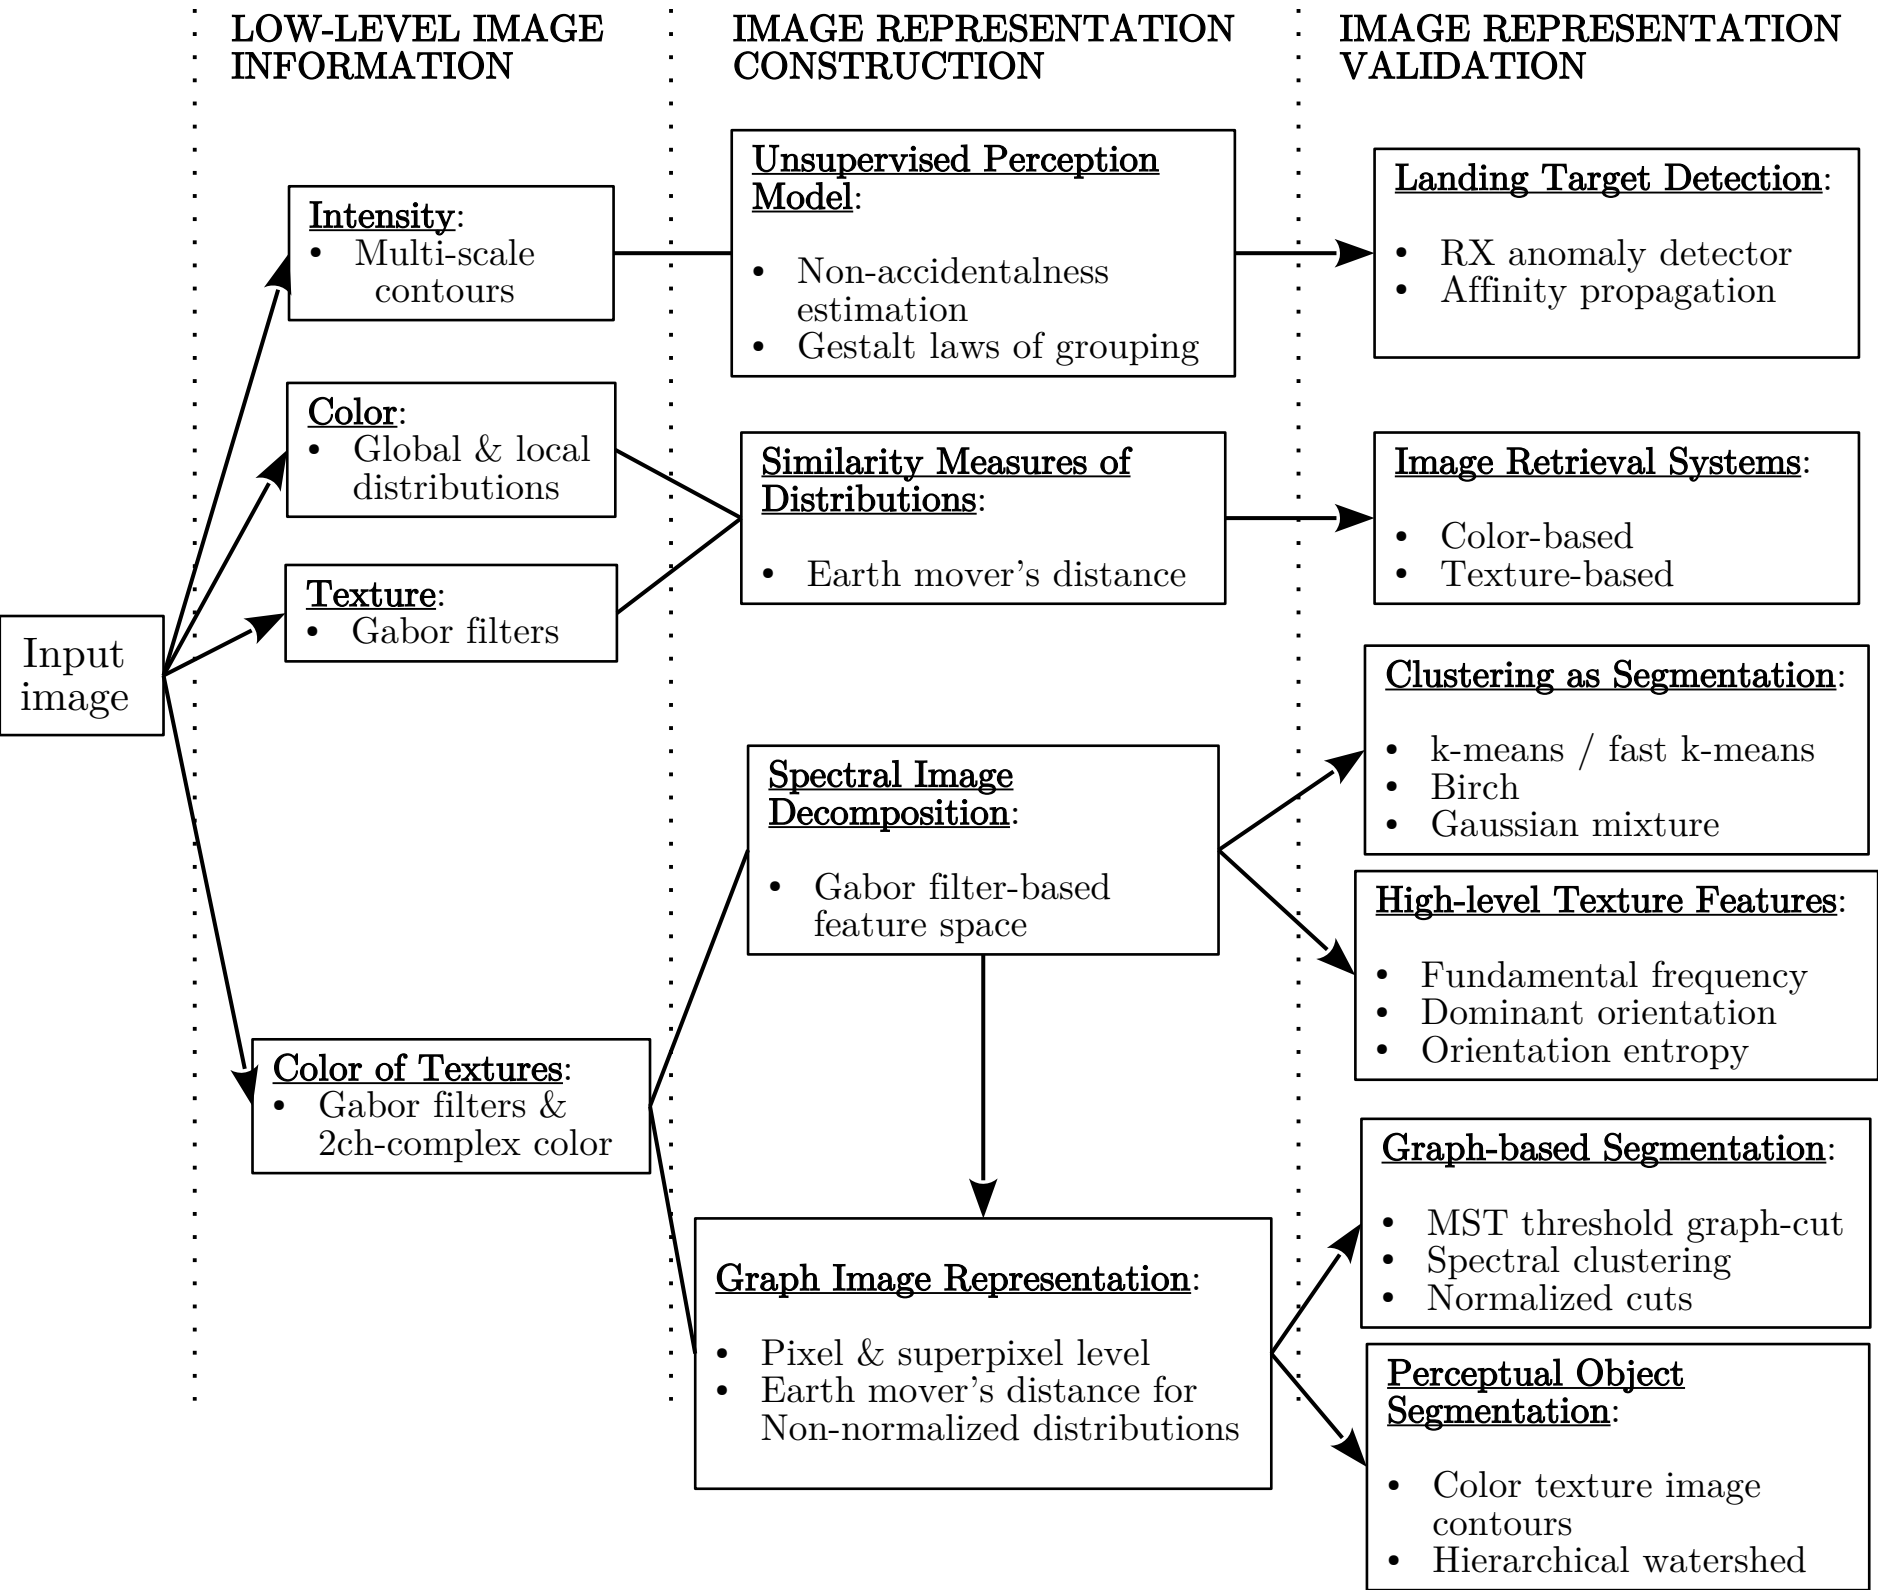 LOW-LEVEL IMAGE
INFORMATION
IMAGE REPRESENTATION
CONSTRUCTION
IMAGE REPRESENTATION
VALIDATION
Input
image
Intensity:
• Multi-scale
contours
Color:
• Global & local
distributions
Texture:
• Gabor filters
Color of Textures:
• Gabor filters &
2ch-complex color
Unsupervised Perception
Model:
• Non-accidentalness
estimation
• Gestalt laws of grouping
Similarity Measures of
Distributions:
• Earth mover's distance
Spectral Image
Decomposition:
• Gabor filter-based
feature space
Graph Image Representation:
• Pixel & superpixel level
• Earth mover's distance for
Non-normalized distributions
Landing Target Detection:
• RX anomaly detector
• Affinity propagation
Image Retrieval Systems:
• Color-based
• Texture-based
Clustering as Segmentation:
• k-means / fast k-means
• Birch
• Gaussian mixture
High-level Texture Features:
• Fundamental frequency
• Dominant orientation
• Orientation entropy
Graph-based Segmentation:
• MST threshold graph-cut
• Spectral clustering
• Normalized cuts
Perceptual Object
Segmentation:
• Color texture image
contours
• Hierarchical watershed